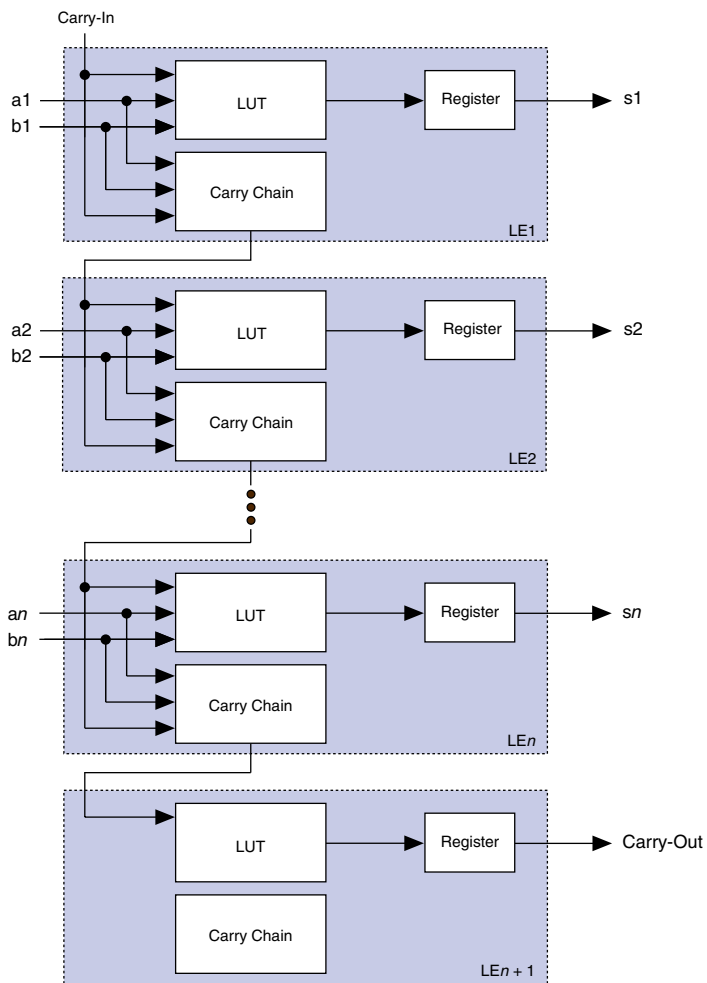 Carry-In
a1
b1
LUT
Register
s1
Carry Chain
LE1
a2
b2
LUT
Register
s2
Carry Chain
LE2
an
bn
LUT
Register
sn
Carry Chain
LEn
LUT
Register
Carry-Out
Carry Chain
LEn + 1